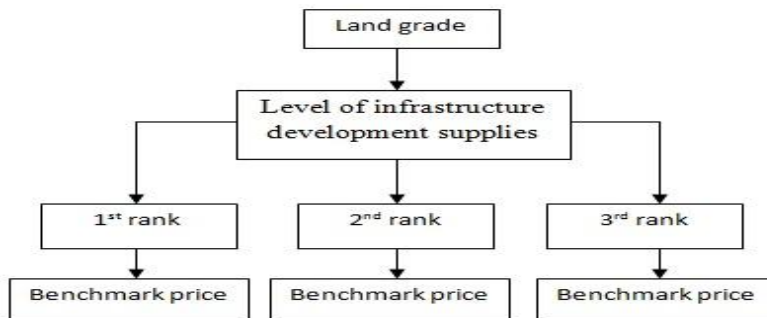 Land grade
Level of infrastructure
development supplies
1st rank
2nd rank
3rd rank
Benchmark price
Benchmark price
Benchmark price